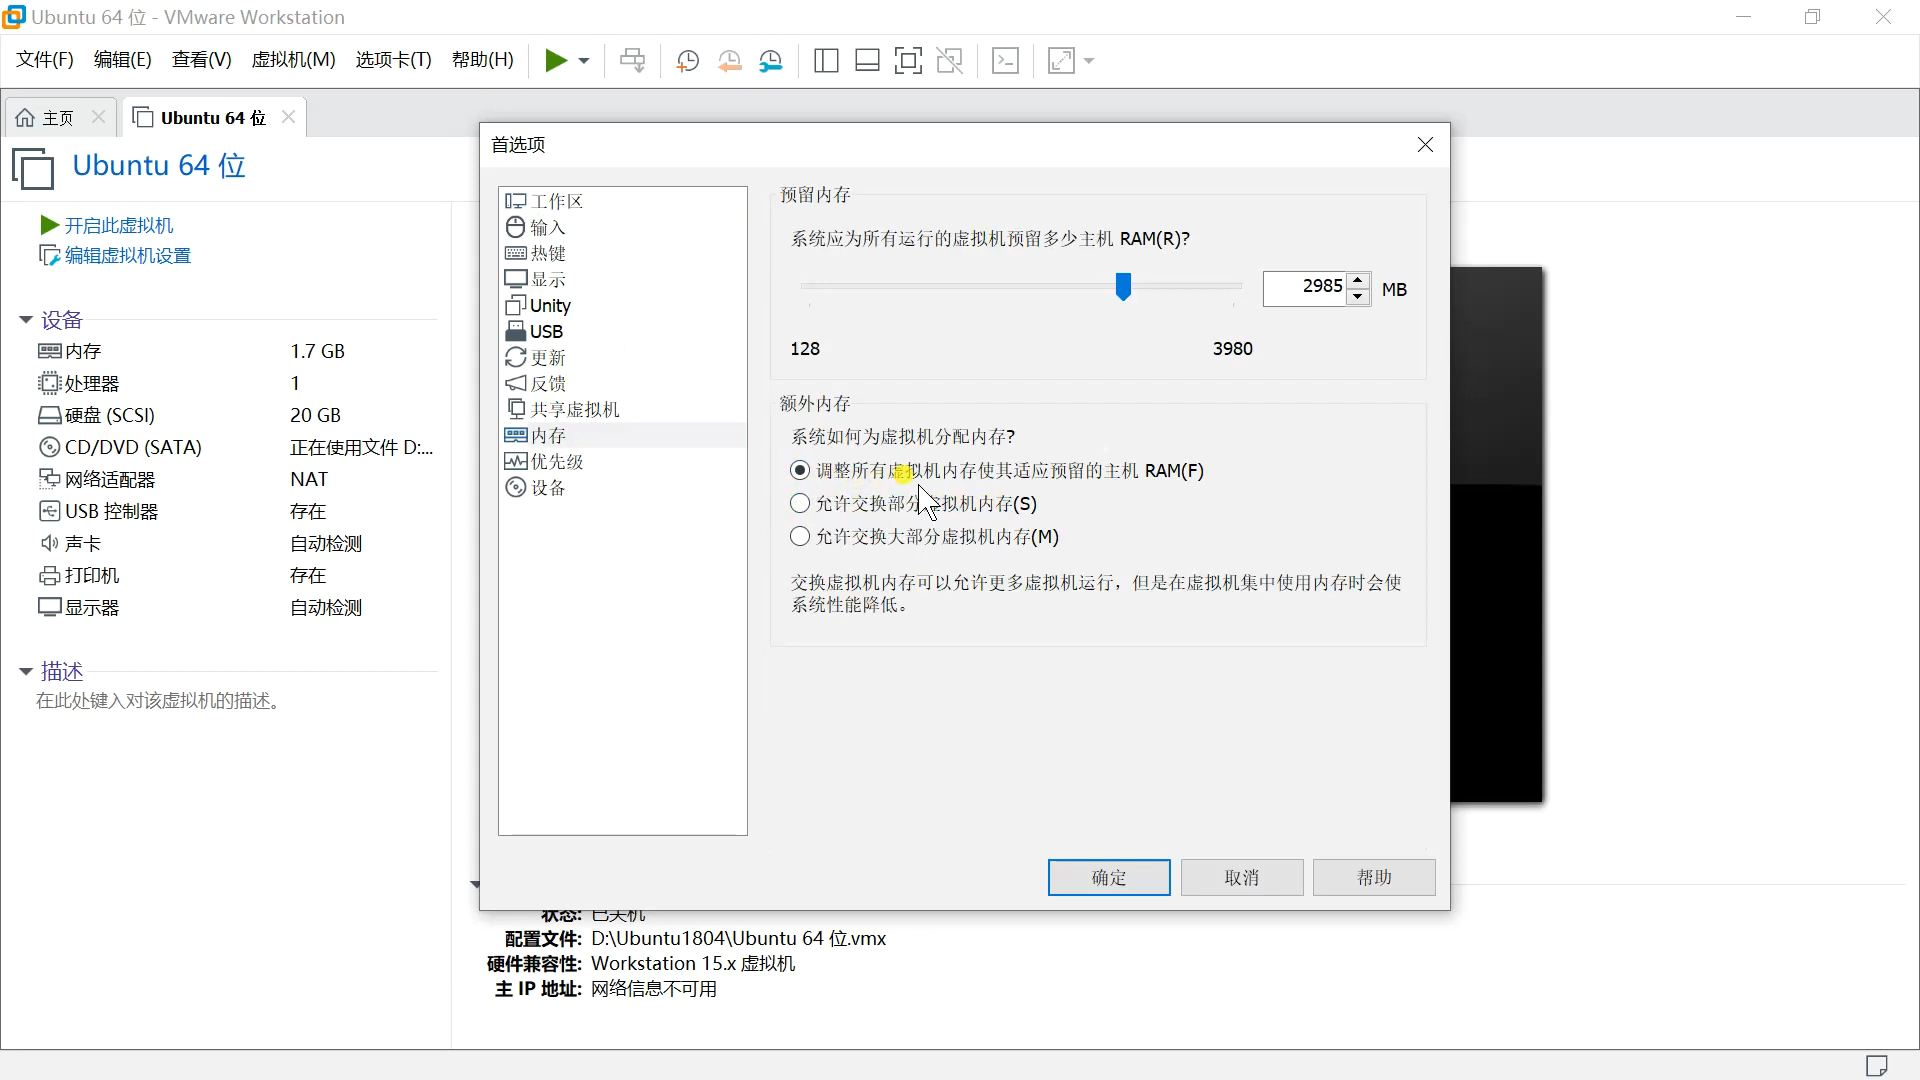 Ubuntu 64 位 - VMware Workstation
文件(F) 编辑(E) 查看(V) 虚拟机(M) 选项卡(T) 帮助(H)
主页 Ubuntu 64 位
Ubuntu 64 位
开启此虚拟机
编辑虚拟机设置
设备
内存 1.7 GB
处理器 1
硬盘 (SCSI) 20 GB
CD/DVD (SATA) 正在使用文件 D:...
网络适配器 NAT
USB 控制器 存在
声卡 自动检测
打印机 存在
显示器 自动检测
描述
在此处键入对该虚拟机的描述。
首选项
工作区
输入
热键
显示
Unity
USB
更新
反馈
共享虚拟机
内存
优先级
设备
预留内存
系统应为所有运行的虚拟机预留多少主机 RAM(R)?
2985 MB
128 3980
额外内存
系统如何为虚拟机分配内存?
调整所有虚拟机内存使其适应预留的主机 RAM(F)
允许交换部分虚拟机内存(S)
允许交换大部分虚拟机内存(M)
交换虚拟机内存可以允许更多虚拟机运行，但是在虚拟机集中使用内存时会使
系统性能降低。
确定 取消 帮助
状态: 已关机
配置文件: D:\Ubuntu1804\Ubuntu 64 位.vmx
硬件兼容性: Workstation 15.x 虚拟机
主 IP 地址: 网络信息不可用